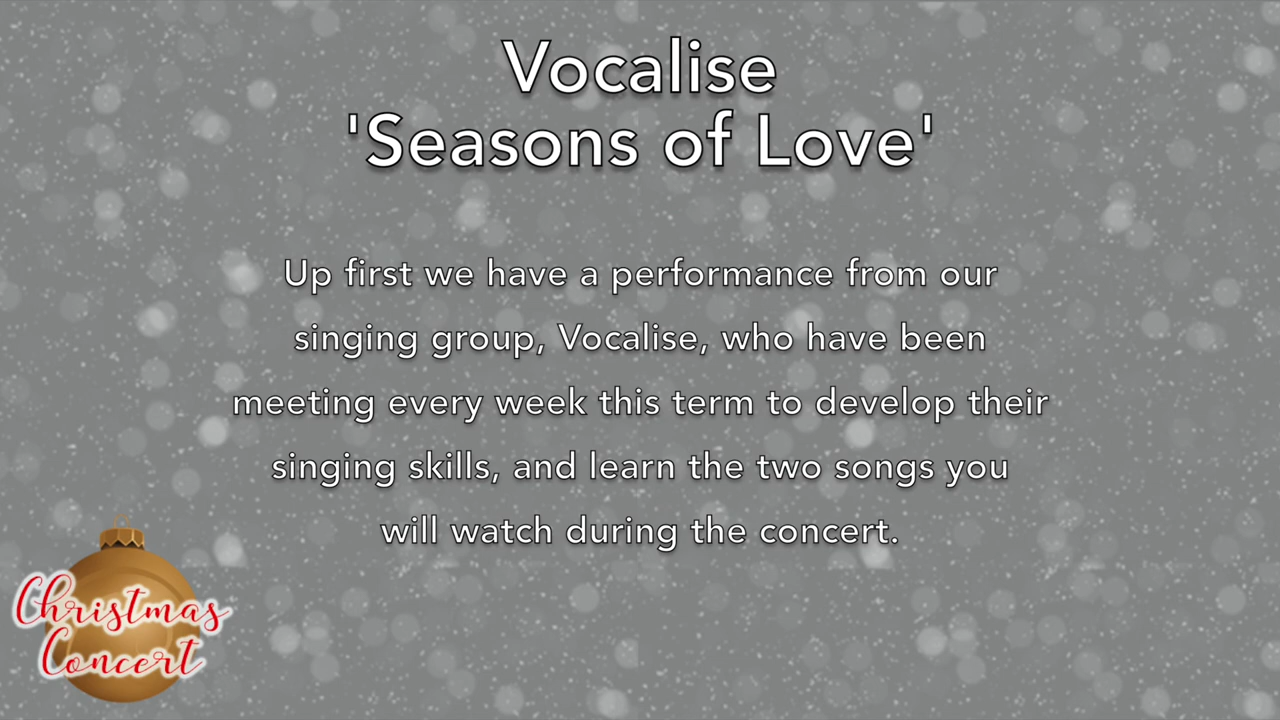 Vocalise
'Seasons of Love'
Up first we have a performance from our
singing group, Vocalise, who have been
meeting every week this term to develop their
singing skills, and learn the two songs you
will watch during the concert.
Christmas
Concert